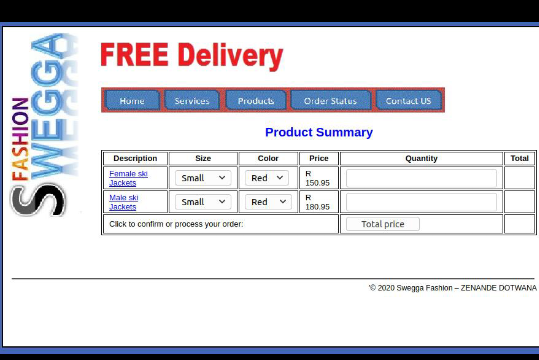 SWEGGA
FASHION
S
FREE Delivery
Home Services Products Order Status Contact US
Product Summary
Description Size Color Price Quantity Total
Female ski Jackets Small Red R 150.95
Male ski Jackets Small Red R 180.95
Click to confirm or process your order: Total price
'© 2020 Swegga Fashion – ZENANDE DOTWANA